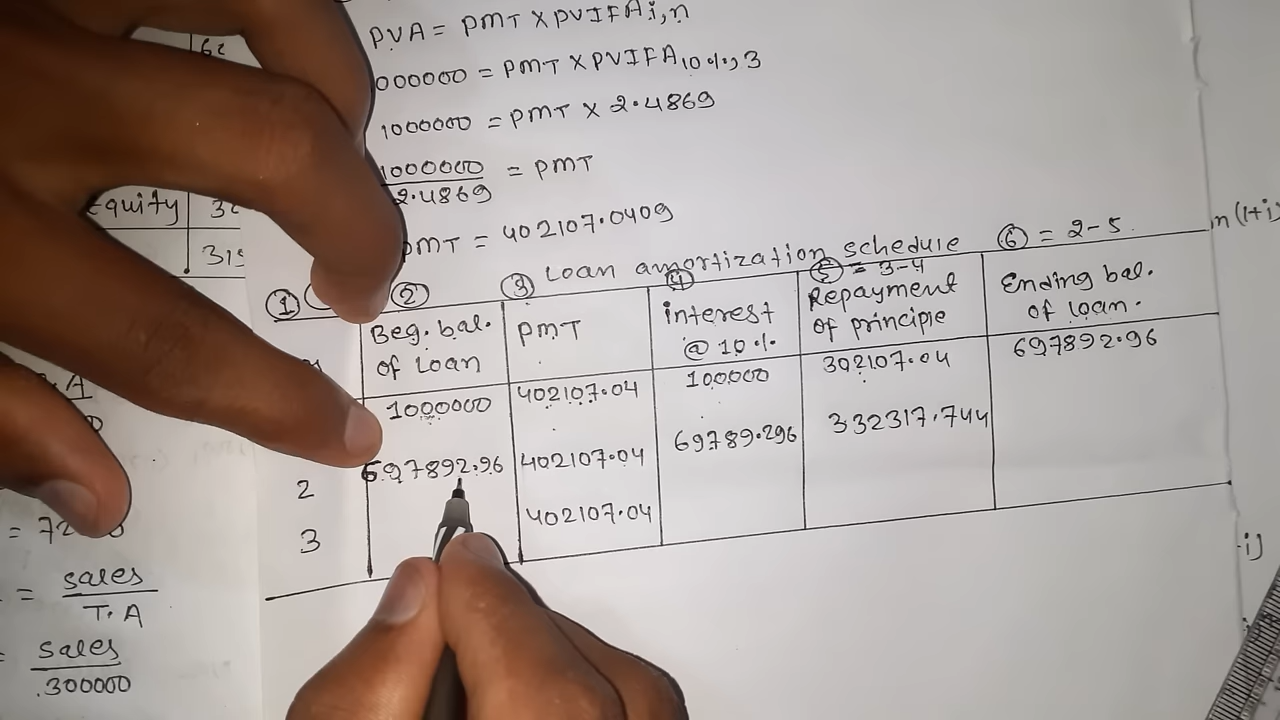 PVA = PMT X PVIFA i,n
000000 = PMT X PVIFA 10%, 3
1000000 = PMT X 2.4869
1000000 = PMT
2.4869
PMT = 402107.0409
n(1+i)
Loan amortization schedule
① ② ③ ④ ⑤ = 3-4 ⑥ = 2-5
Beg. bal. of Loan PMT interest @ 10% Repayment of principle Ending bal. of loan.
1000000 402107.04 100000 302107.04 697892.96
2 697892.96 402107.04 69789.296 332317.744
3 402107.04
Equity
= sales
T.A
= sales
.300000